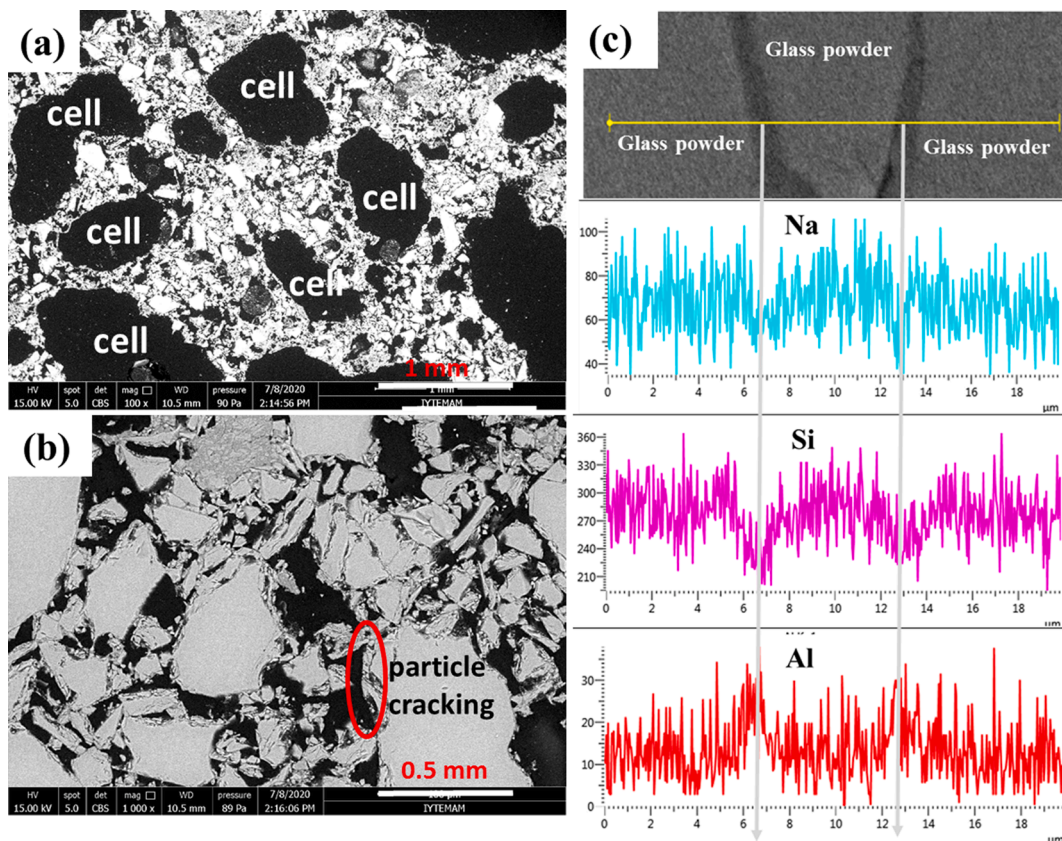 (a)
cell
cell
cell
cell
cell
cell
1 mm
1 mm
HV spot det mag WD pressure 7/8/2020
15.00 kV 5.0 CBS 100 x 10.5 mm 90 Pa 2:14:56 PM IYTEMAM
(b)
particle
cracking
0.5 mm
HV spot det mag WD pressure 7/8/2020
15.00 kV 5.0 CBS 1 000 x 10.5 mm 89 Pa 2:16:06 PM IYTEMAM
(c)
Glass powder
Glass powder
Glass powder
Na
100
80
60
40
0 2 4 6 8 10 12 14 16 18
µm
Si
360
330
300
270
240
210
0 2 4 6 8 10 12 14 16 18
µm
Al
30
20
10
0
0 2 4 6 8 10 12 14 16 18
µm